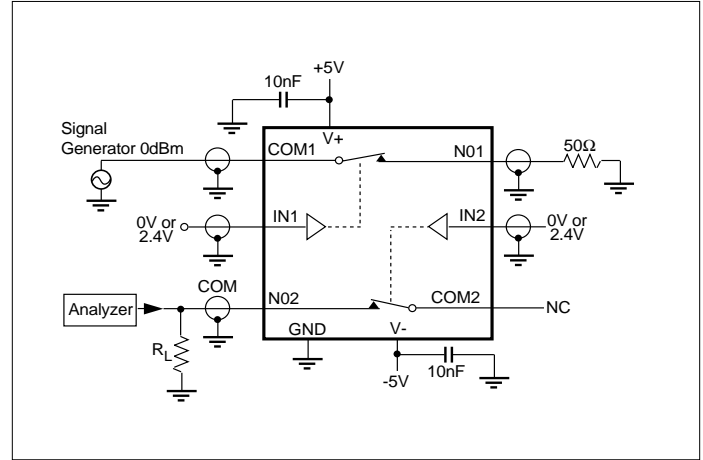 +5V
10nF
Signal
Generator 0dBm
V+
COM1
N01
50Ω
0V or
2.4V
IN1
IN2
0V or
2.4V
COM
Analyzer
N02
COM2
NC
GND
V-
RL
-5V
10nF